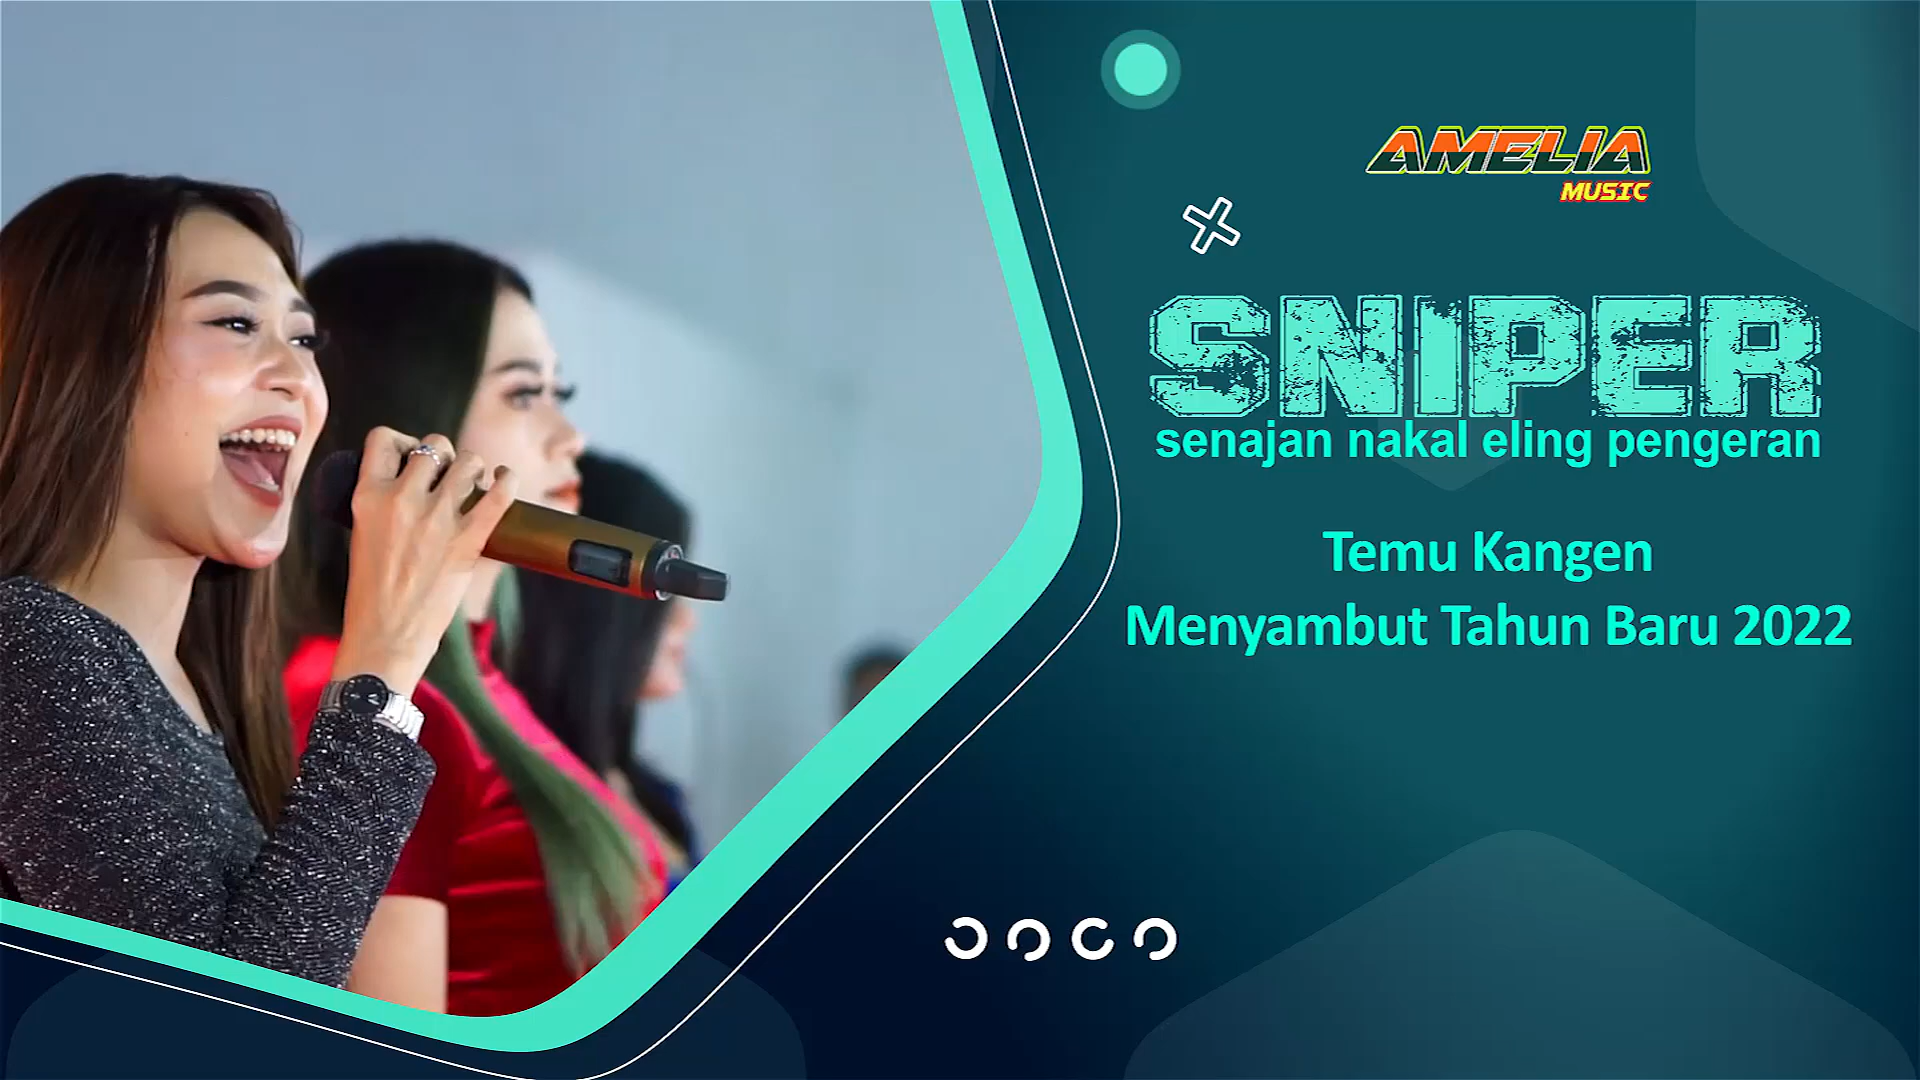 AMELIA
MUSIC
SNIPER
senajan nakal eling pengeran
Temu Kangen
Menyambut Tahun Baru 2022